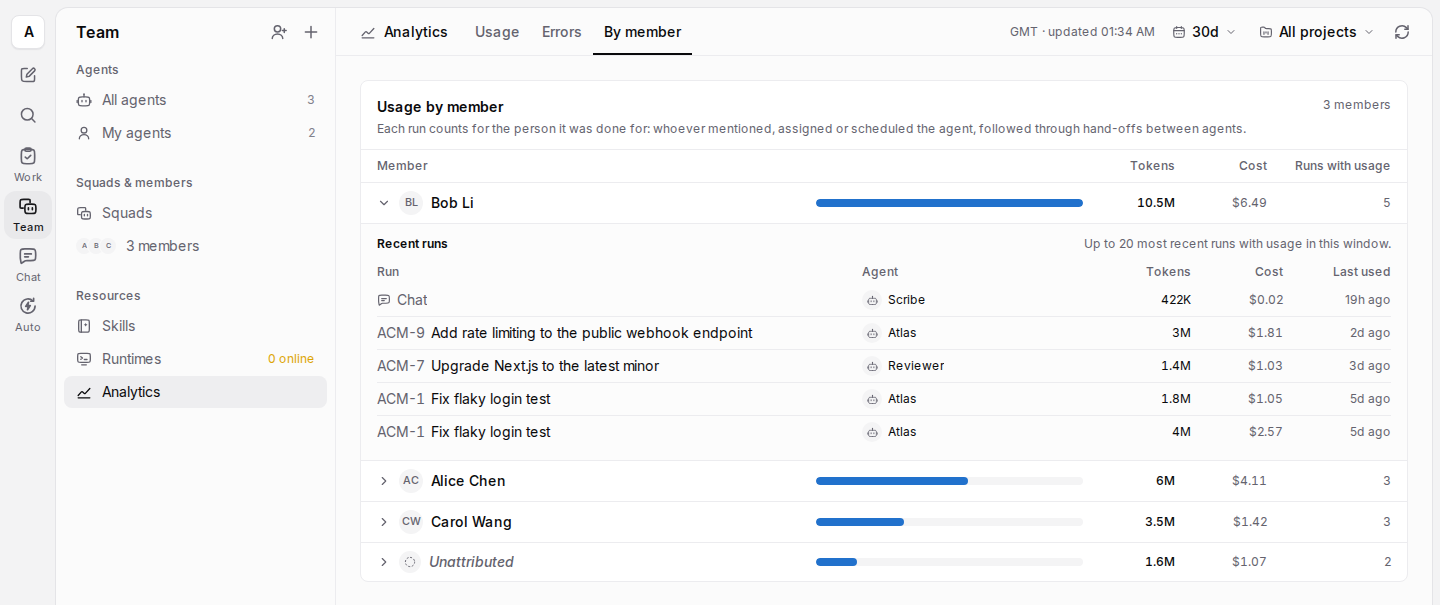 A
Work
Team
Chat
Auto
Team
Agents
All agents 3
My agents 2
Squads & members
Squads
A B C 3 members
Resources
Skills
Runtimes 0 online
Analytics
Analytics Usage Errors By member GMT · updated 01:34 AM 30d All projects
Usage by member 3 members
Each run counts for the person it was done for: whoever mentioned, assigned or scheduled the agent, followed through hand-offs between agents.
Member Tokens Cost Runs with usage
BL Bob Li 10.5M $6.49 5
Recent runs Up to 20 most recent runs with usage in this window.
Run Agent Tokens Cost Last used
Chat Scribe 422K $0.02 19h ago
ACM-9 Add rate limiting to the public webhook endpoint Atlas 3M $1.81 2d ago
ACM-7 Upgrade Next.js to the latest minor Reviewer 1.4M $1.03 3d ago
ACM-1 Fix flaky login test Atlas 1.8M $1.05 5d ago
ACM-1 Fix flaky login test Atlas 4M $2.57 5d ago
AC Alice Chen 6M $4.11 3
CW Carol Wang 3.5M $1.42 3
Unattributed 1.6M $1.07 2